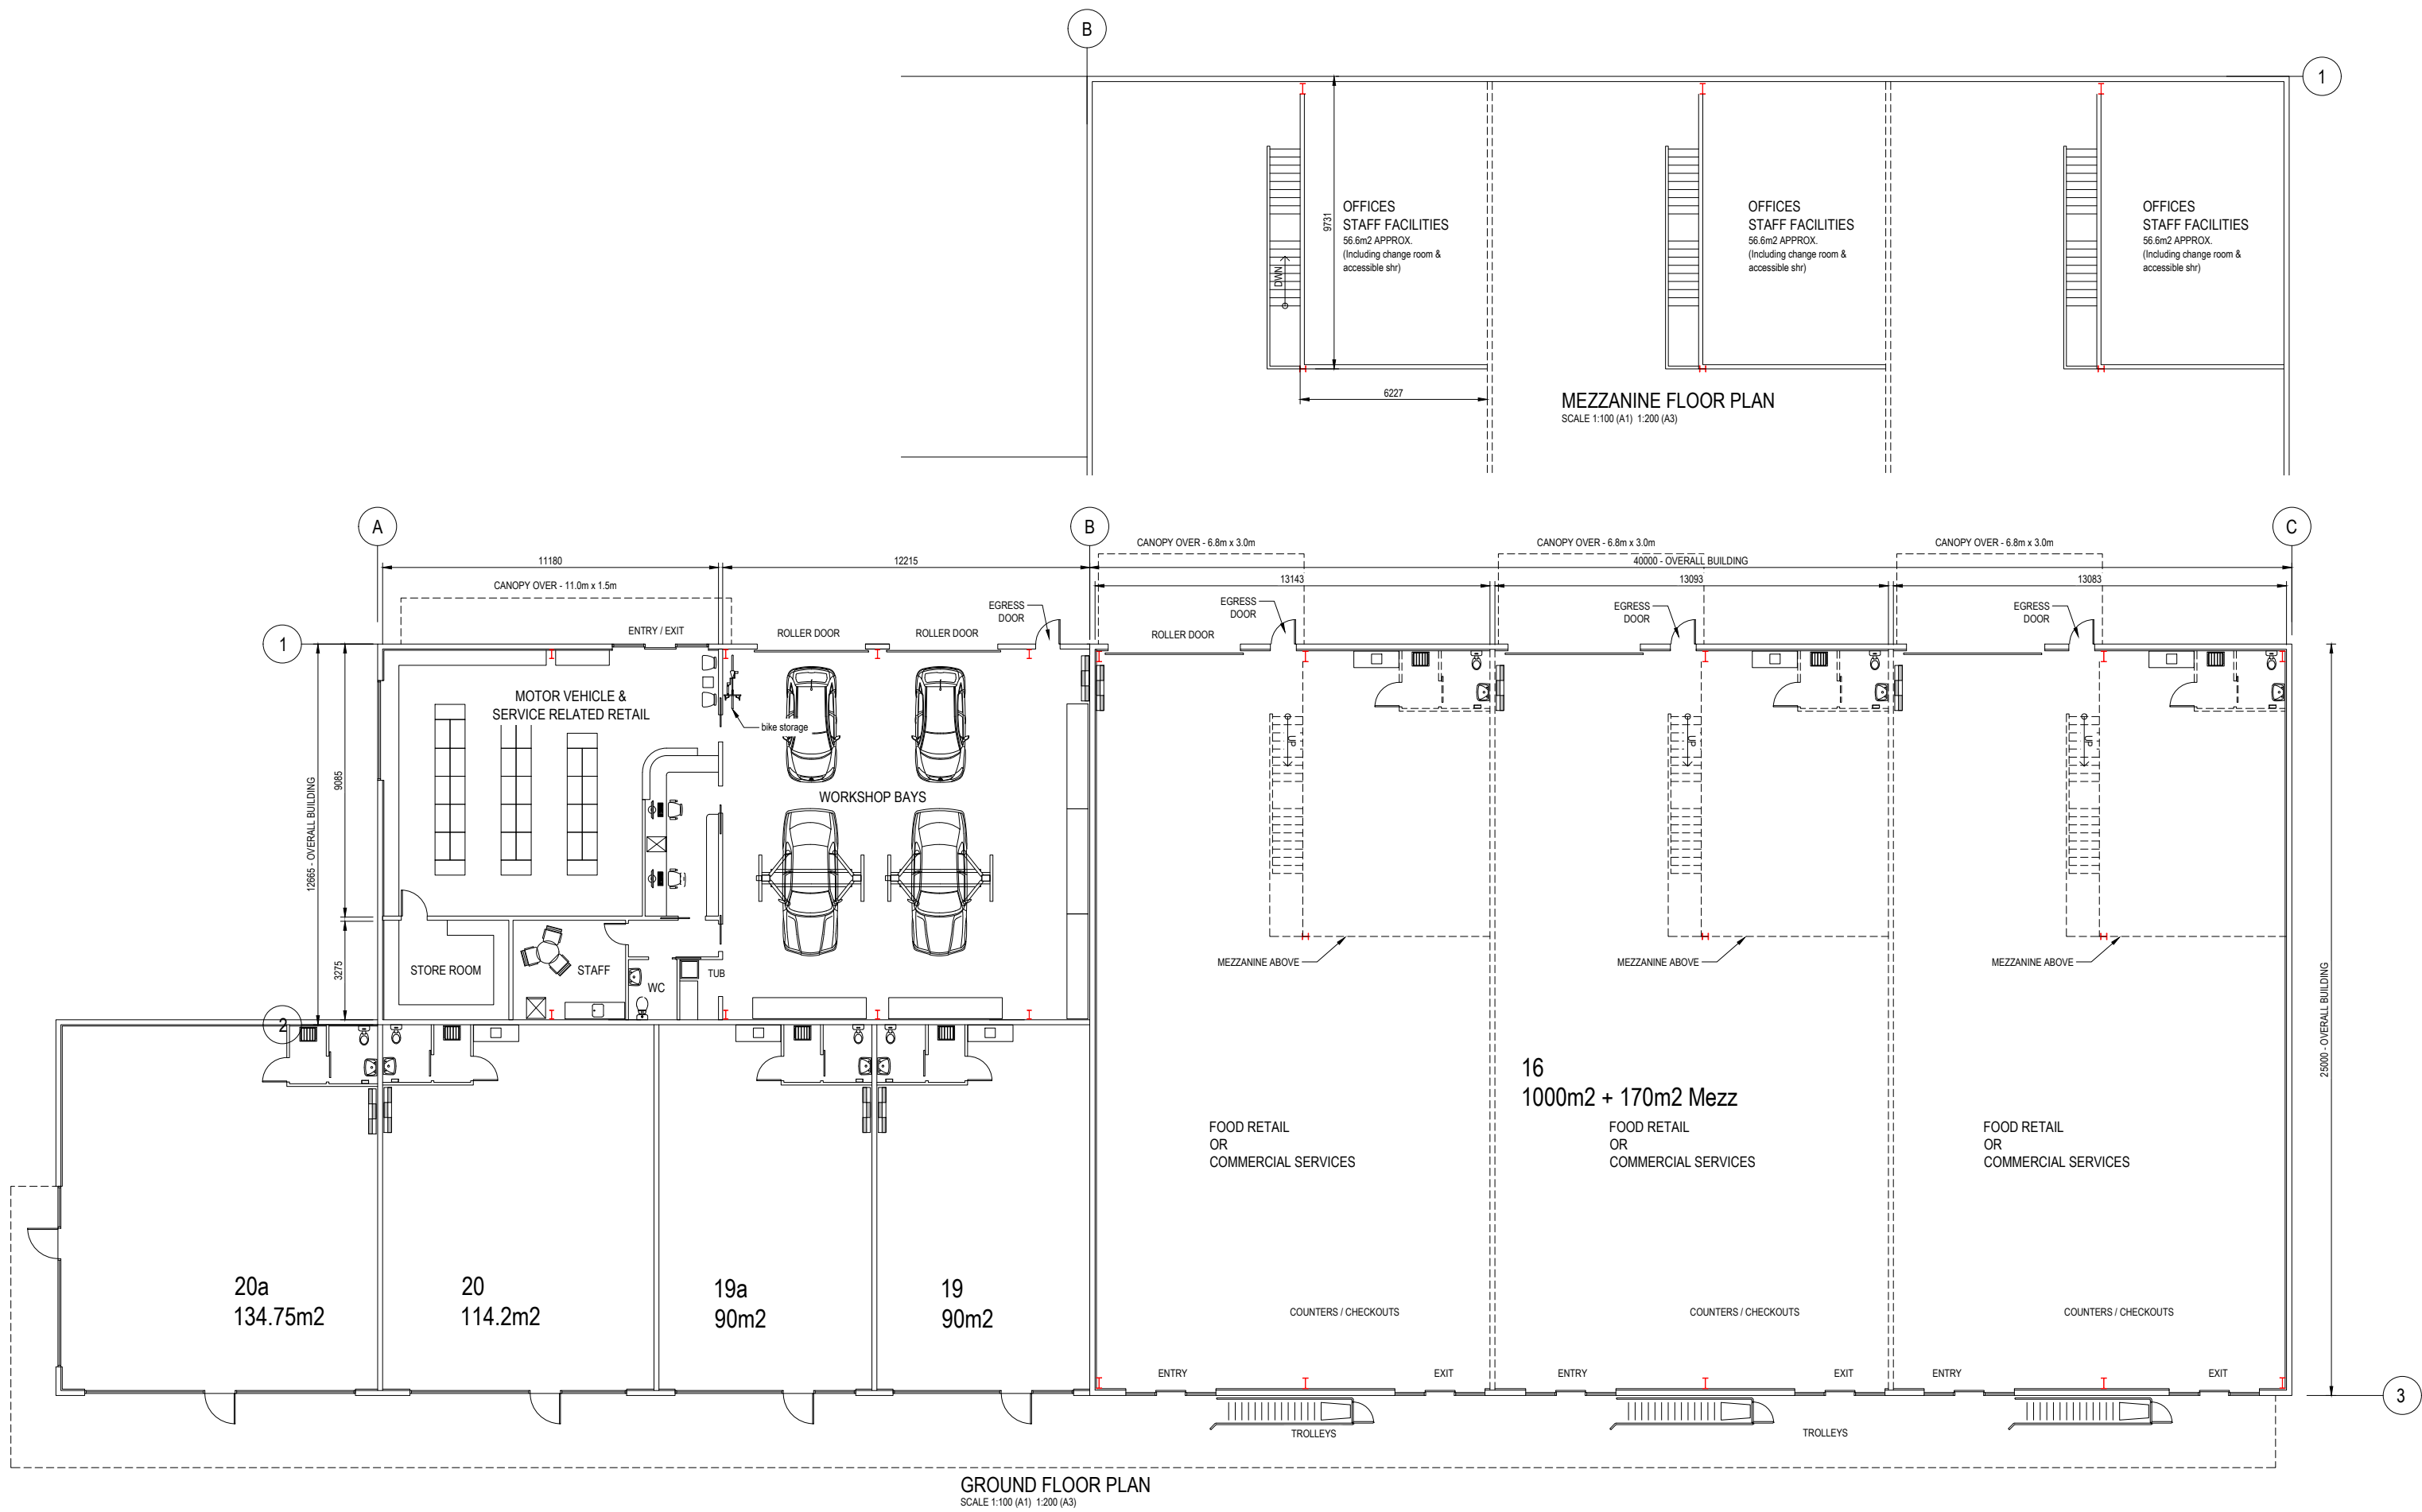 B
1
OFFICES
STAFF FACILITIES
56.6m2 APPROX.
(Including change room &
accessible shr)
OFFICES
STAFF FACILITIES
56.6m2 APPROX.
(Including change room &
accessible shr)
OFFICES
STAFF FACILITIES
56.6m2 APPROX.
(Including change room &
accessible shr)
9731
DWN
6227
MEZZANINE FLOOR PLAN
SCALE 1:100 (A1) 1:200 (A3)
A
B
C
CANOPY OVER - 6.8m x 3.0m
CANOPY OVER - 6.8m x 3.0m
CANOPY OVER - 6.8m x 3.0m
11180
12215
40000 - OVERALL BUILDING
CANOPY OVER - 11.0m x 1.5m
13143
13093
13083
EGRESS
DOOR
EGRESS
DOOR
EGRESS
DOOR
EGRESS
DOOR
1
ENTRY / EXIT
ROLLER DOOR
ROLLER DOOR
ROLLER DOOR
MOTOR VEHICLE &
SERVICE RELATED RETAIL
bike storage
UP
UP
UP
WORKSHOP BAYS
12665 - OVERALL BUILDING
9085
3275
STORE ROOM
STAFF
WC
TUB
MEZZANINE ABOVE
MEZZANINE ABOVE
MEZZANINE ABOVE
2
25000 - OVERALL BUILDING
16
1000m2 + 170m2 Mezz
FOOD RETAIL
OR
COMMERCIAL SERVICES
FOOD RETAIL
OR
COMMERCIAL SERVICES
FOOD RETAIL
OR
COMMERCIAL SERVICES
20a
134.75m2
20
114.2m2
19a
90m2
19
90m2
COUNTERS / CHECKOUTS
COUNTERS / CHECKOUTS
COUNTERS / CHECKOUTS
ENTRY
EXIT
ENTRY
EXIT
ENTRY
EXIT
3
TROLLEYS
TROLLEYS
GROUND FLOOR PLAN
SCALE 1:100 (A1) 1:200 (A3)